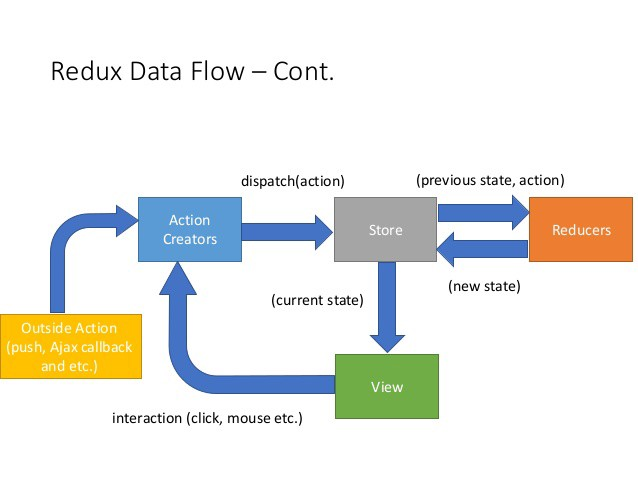 Redux Data Flow – Cont.
dispatch(action)
(previous state, action)
Action
Creators
Store
Reducers
(current state)
(new state)
Outside Action
(push, Ajax callback
and etc.)
View
interaction (click, mouse etc.)